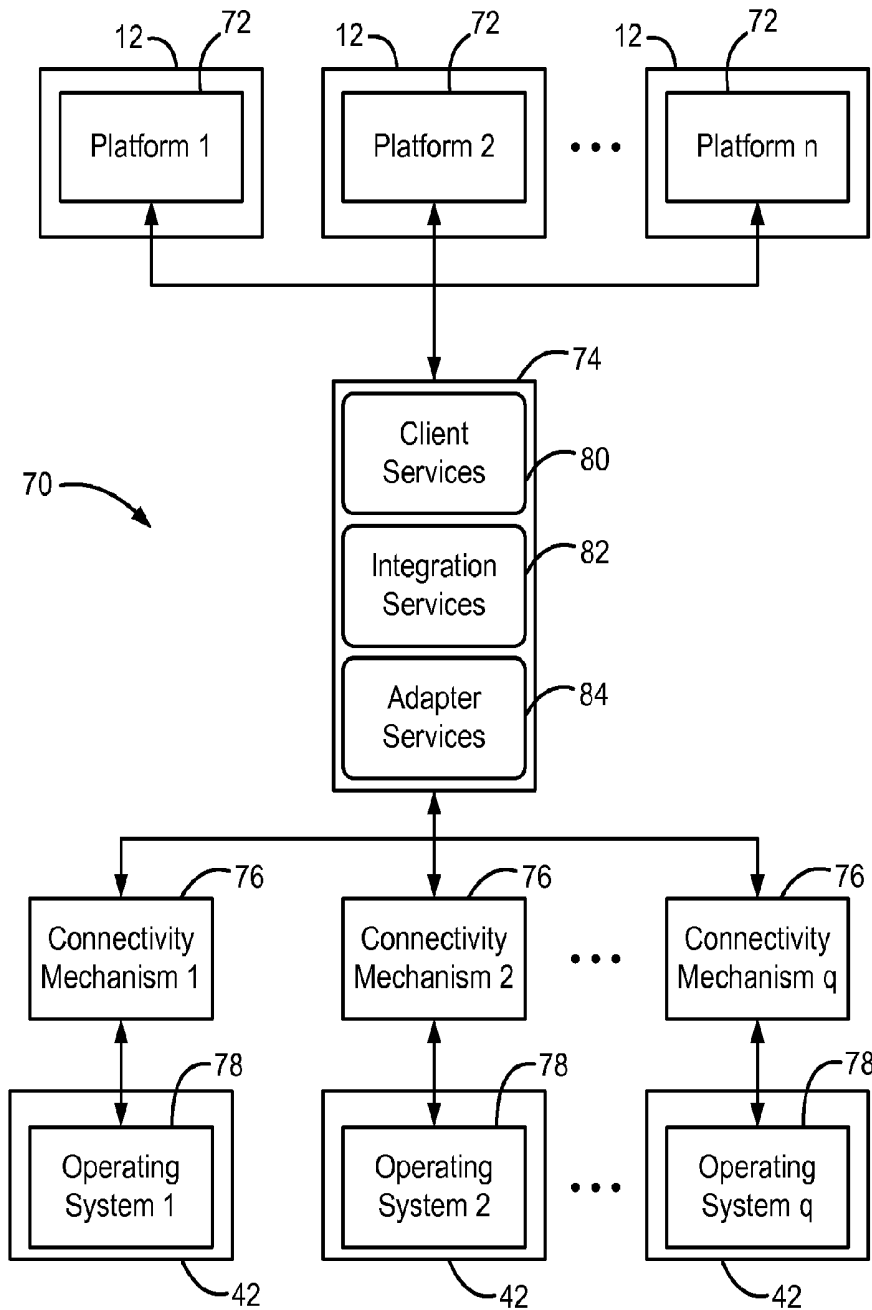 12 72 12 72 12 72
Platform 1 Platform 2 ••• Platform n
74
Client
Services
80
70
Integration
Services
82
Adapter
Services
84
76 76 76
Connectivity
Mechanism 1
Connectivity
Mechanism 2
•••
Connectivity
Mechanism q
78 78 78
Operating
System 1
Operating
System 2
•••
Operating
System q
42 42 42